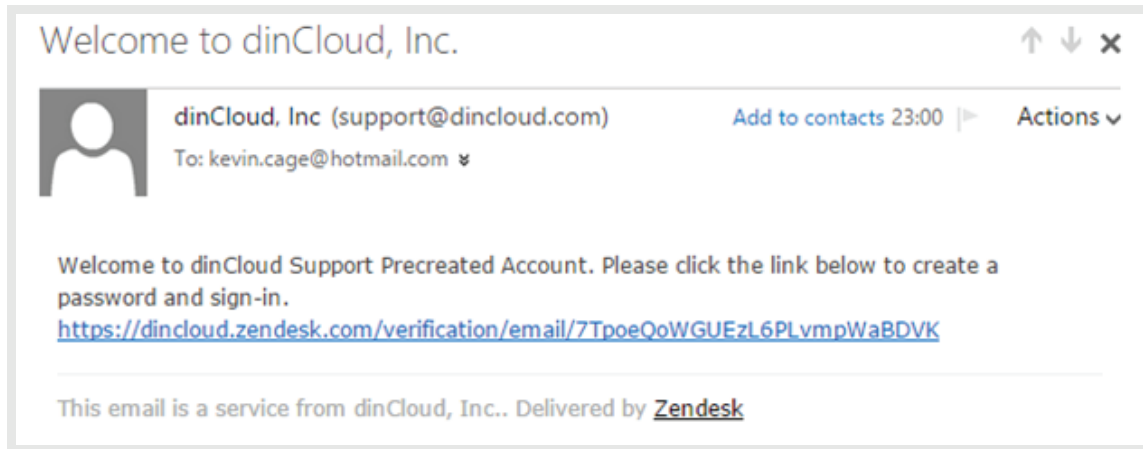 Welcome to dinCloud, Inc.
dinCloud, Inc (support@dincloud.com) Add to contacts 23:00 Actions
To: kevin.cage@hotmail.com
Welcome to dinCloud Support Precreated Account. Please click the link below to create a
password and sign-in.
https://dincloud.zendesk.com/verification/email/7TpoeQoWGUEzL6PLvmpWaBDVK
This email is a service from dinCloud, Inc.. Delivered by Zendesk